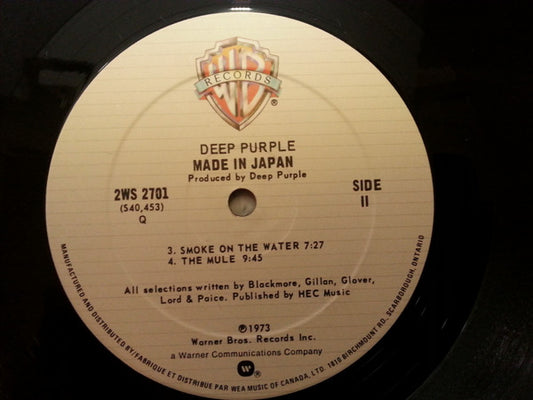 WB
RECORDS
®
DEEP PURPLE
MADE IN JAPAN
Produced by Deep Purple
2WS 2701
(S40,453)
Q
SIDE
II
3. SMOKE ON THE WATER 7:27
4. THE MULE 9:45
All selections written by Blackmore, Gillan, Glover,
Lord & Paice. Published by HEC Music
℗1973
Warner Bros. Records Inc.
a Warner Communications Company
MANUFACTURED AND DISTRIBUTED BY/FABRIQUE ET DISTRIBUE PAR WEA MUSIC OF CANADA, LTD. 1810 BIRCHMOUNT RD. SCARBOROUGH, ONTARIO